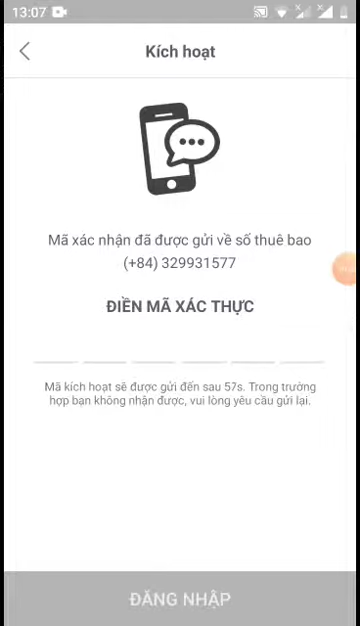 13:07
Kích hoạt
Mã xác nhận đã được gửi về số thuê bao
(+84) 329931577
ĐIỀN MÃ XÁC THỰC
Mã kích hoạt sẽ được gửi đến sau 57s. Trong trường
hợp bạn không nhận được, vui lòng yêu cầu gửi lại.
ĐĂNG NHẬP